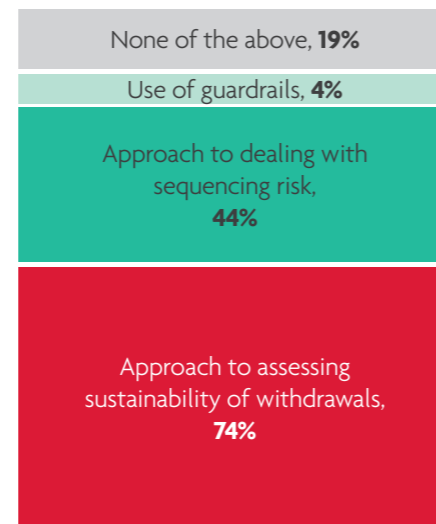 None of the above, 19%
Use of guardrails, 4%
Approach to dealing with
sequencing risk,
44%
Approach to assessing
sustainability of withdrawals,
74%